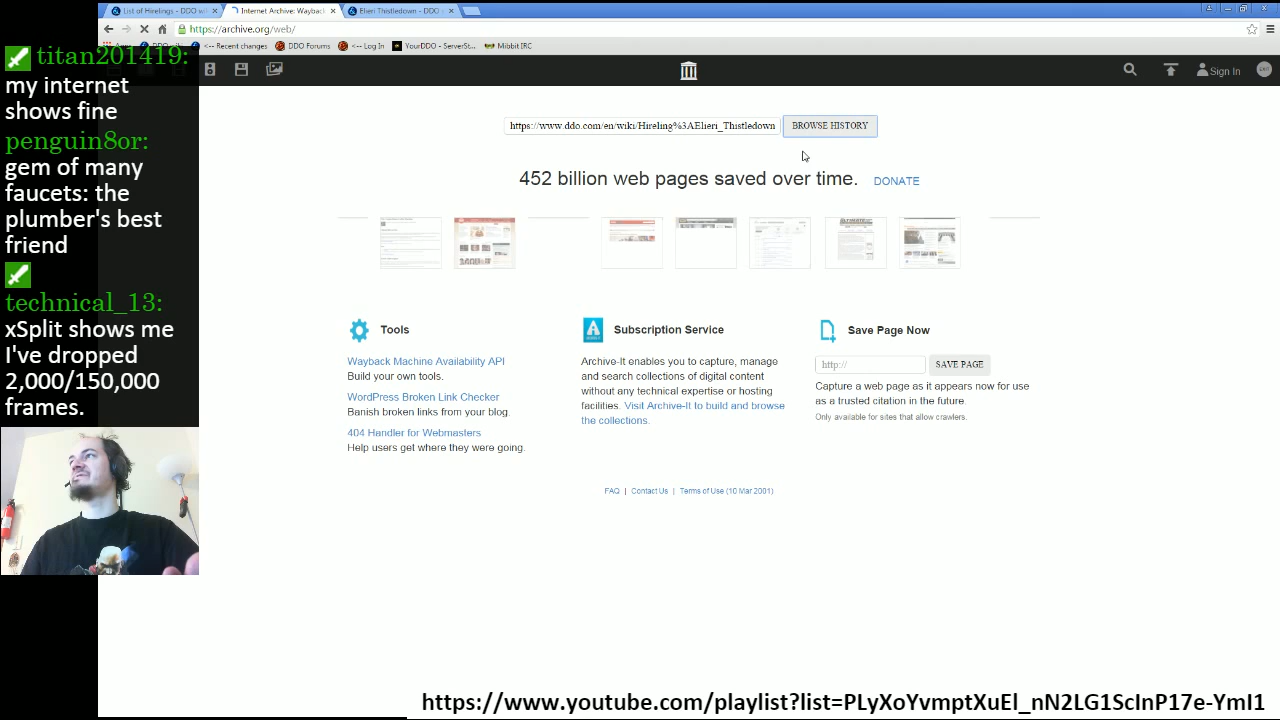 List of Hirelings - DDO wi
Internet Archive: Wayback
Elieri Thistledown - DDO
https://archive.org/web/
<-- Recent changes
DDO Forums
<-- Log In
YourDDO - ServerSt...
Mibbit IRC
Sign In
EXIT
titan201419:
my internet
shows fine
penguin8or:
gem of many
faucets: the
plumber's best
friend
technical_13:
xSplit shows me
I've dropped
2,000/150,000
frames.
https://www.ddo.com/en/wiki/Hireling%3AElieri_Thistledown
BROWSE HISTORY
452 billion web pages saved over time.
DONATE
Tools
Wayback Machine Availability API
Build your own tools.
WordPress Broken Link Checker
Banish broken links from your blog.
404 Handler for Webmasters
Help users get where they were going.
Subscription Service
Archive-It enables you to capture, manage
and search collections of digital content
without any technical expertise or hosting
facilities. Visit Archive-It to build and browse
the collections.
Save Page Now
http://
SAVE PAGE
Capture a web page as it appears now for use
as a trusted citation in the future.
Only available for sites that allow crawlers.
FAQ | Contact Us | Terms of Use (10 Mar 2001)
https://www.youtube.com/playlist?list=PLyXoYvmptXuEl_nN2LG1ScInP17e-YmI1